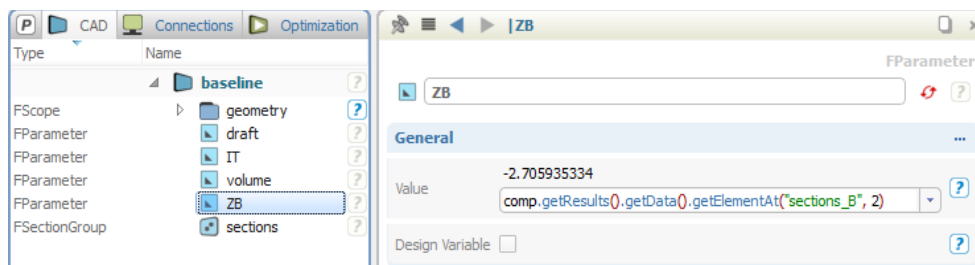 P CAD Connections Optimization
Type Name
baseline ?
FScope geometry ?
FParameter draft ?
FParameter IT ?
FParameter volume ?
FParameter ZB ?
FSectionGroup sections ?
|ZB
FParameter
ZB ?
General ...
-2.705935334
Value comp.getResults().getData().getElementAt("sections_B", 2) ?
Design Variable ?